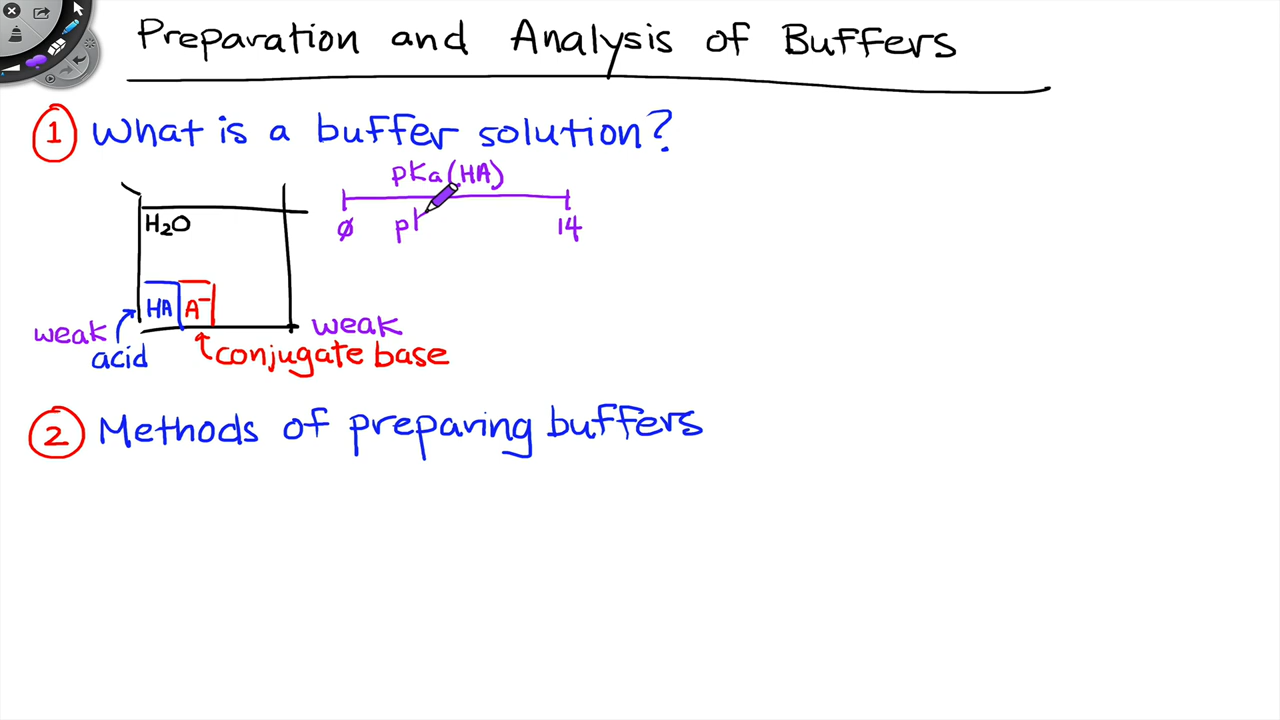 Preparation and Analysis of Buffers
1 What is a buffer solution?
pKa(HA)
H₂O
0 14
pH
HA A⁻
weak
acid
weak
conjugate base
2 Methods of preparing buffers